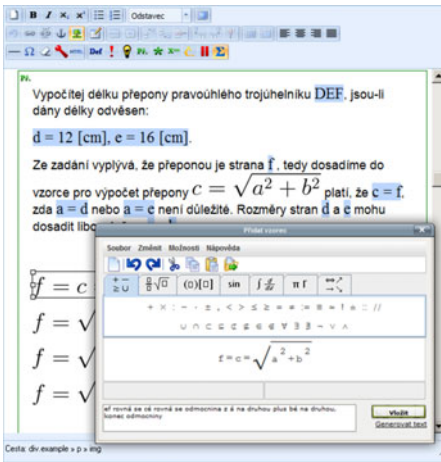 Odstavec
Def ! Př.
Př.
Vypočítej délku přepony pravoúhlého trojúhelníku DEF, jsou-li
dány délky odvěsen:
d = 12 [cm], e = 16 [cm].
Ze zadání vyplývá, že přeponou je strana f , tedy dosadíme do
vzorce pro výpočet přepony c = √a² + b² platí, že c = f,
zda a = d nebo a = e není důležité. Rozměry stran d a e mohu
dosadit libo
Přidat vzorec
Soubor Změnit Možnosti Nápověda
(□)[□] sin π Γ
f = c
f = √
f = √
f = √
f=c=√a²+b²
ef rovná se cé rovná se odmocnina z á na druhou plus bé na druhou,
konec odmocniny
Vložit
Generovat text
Cesta: div.example » p » img